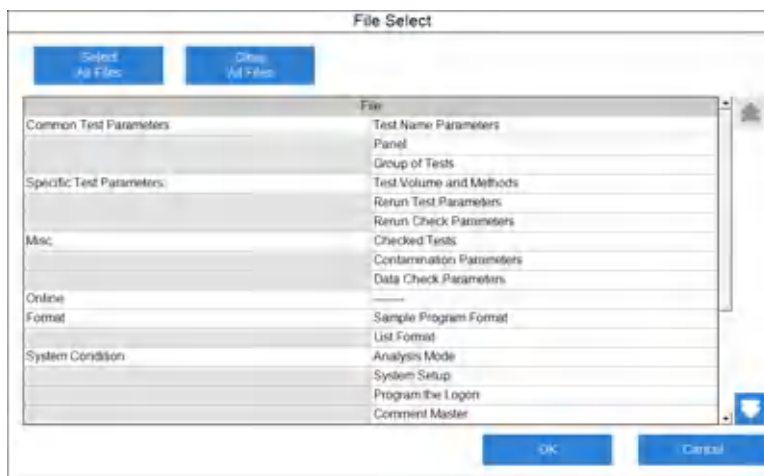 File Select
Select
All Files
Clear
All Files
File
Common Test Parameters Test Name Parameters
Panel
Group of Tests
Specific Test Parameters Test Volume and Methods
Rerun Test Parameters
Rerun Check Parameters
Misc. Checked Tests
Contamination Parameters
Data Check Parameters
Online -------
Format Sample Program Format
List Format
System Condition Analysis Mode
System Setup
Program the Logon
Comment Master
OK Cancel